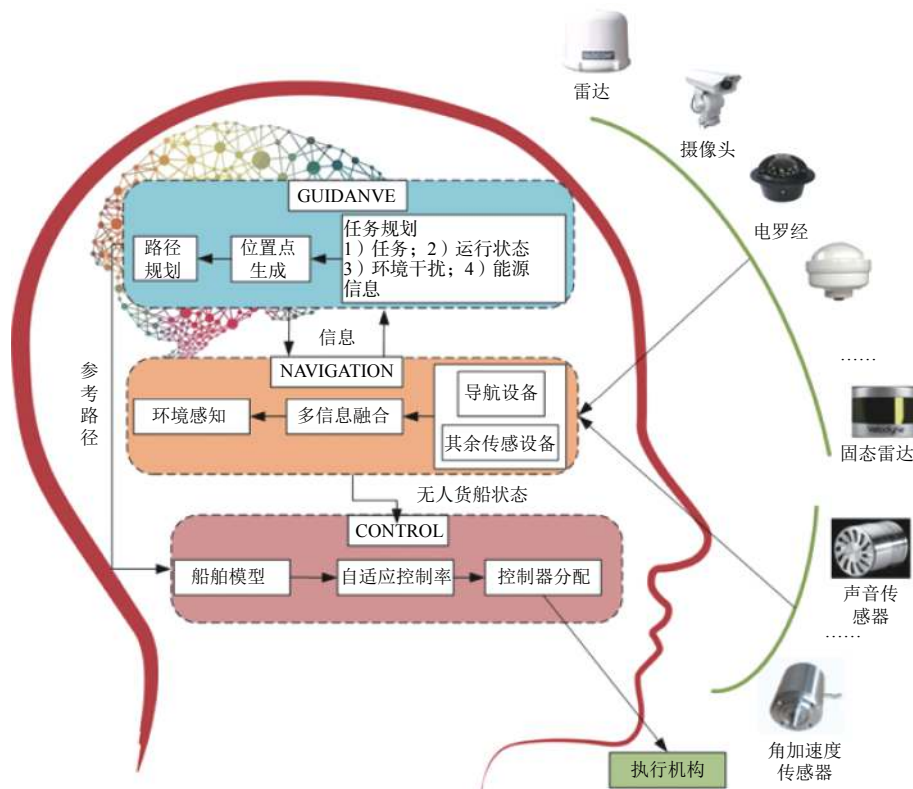 雷达
摄像头
电罗经
……
固态雷达
Velodyne
声音传
感器
……
角加速度
传感器
GUIDANVE
任务规划
1）任务；2）运行状态
3）环境干扰；4）能源
信息
位置点
生成
路径
规划
信息
参考路径
NAVIGATION
导航设备
其余传感设备
多信息融合
环境感知
无人货船状态
CONTROL
船舶模型
自适应控制率
控制器分配
执行机构